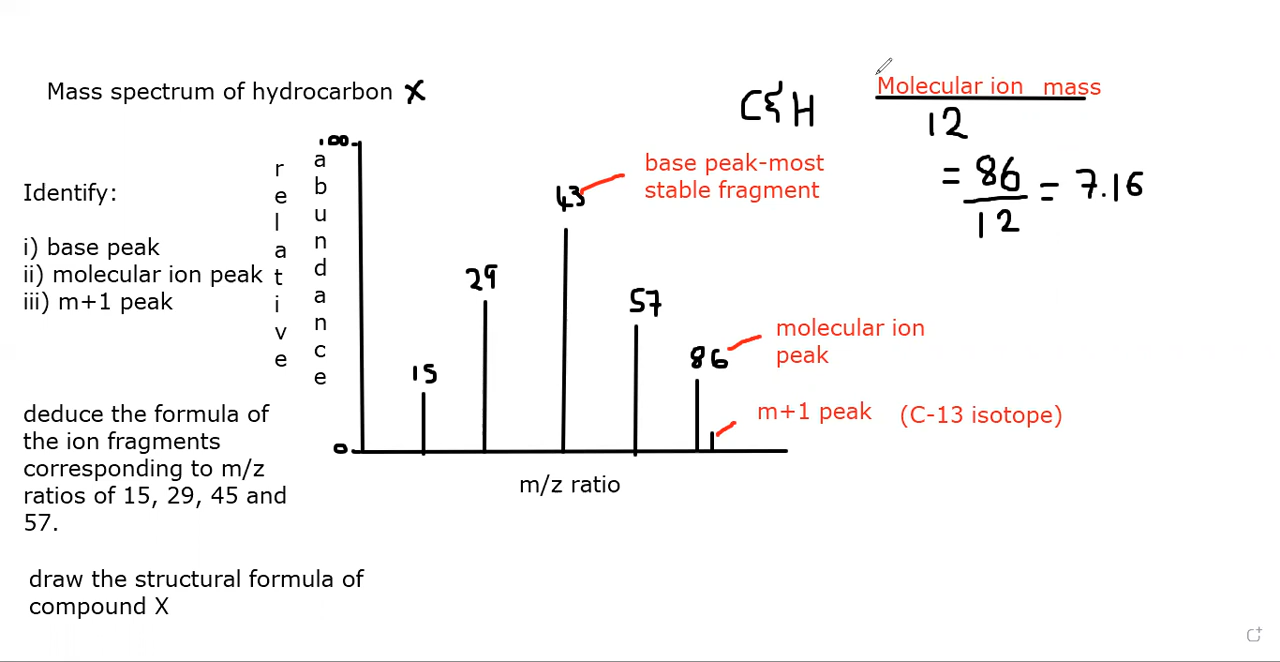 Mass spectrum of hydrocarbon X
Identify:
i) base peak
ii) molecular ion peak
iii) m+1 peak
deduce the formula of
the ion fragments
corresponding to m/z
ratios of 15, 29, 45 and
57.
draw the structural formula of
compound X
relative
abundance
100
0
15
29
43
57
86
m/z ratio
base peak-most
stable fragment
molecular ion
peak
m+1 peak (C-13 isotope)
C & H
Molecular ion mass
12
= 86
12
= 7.16